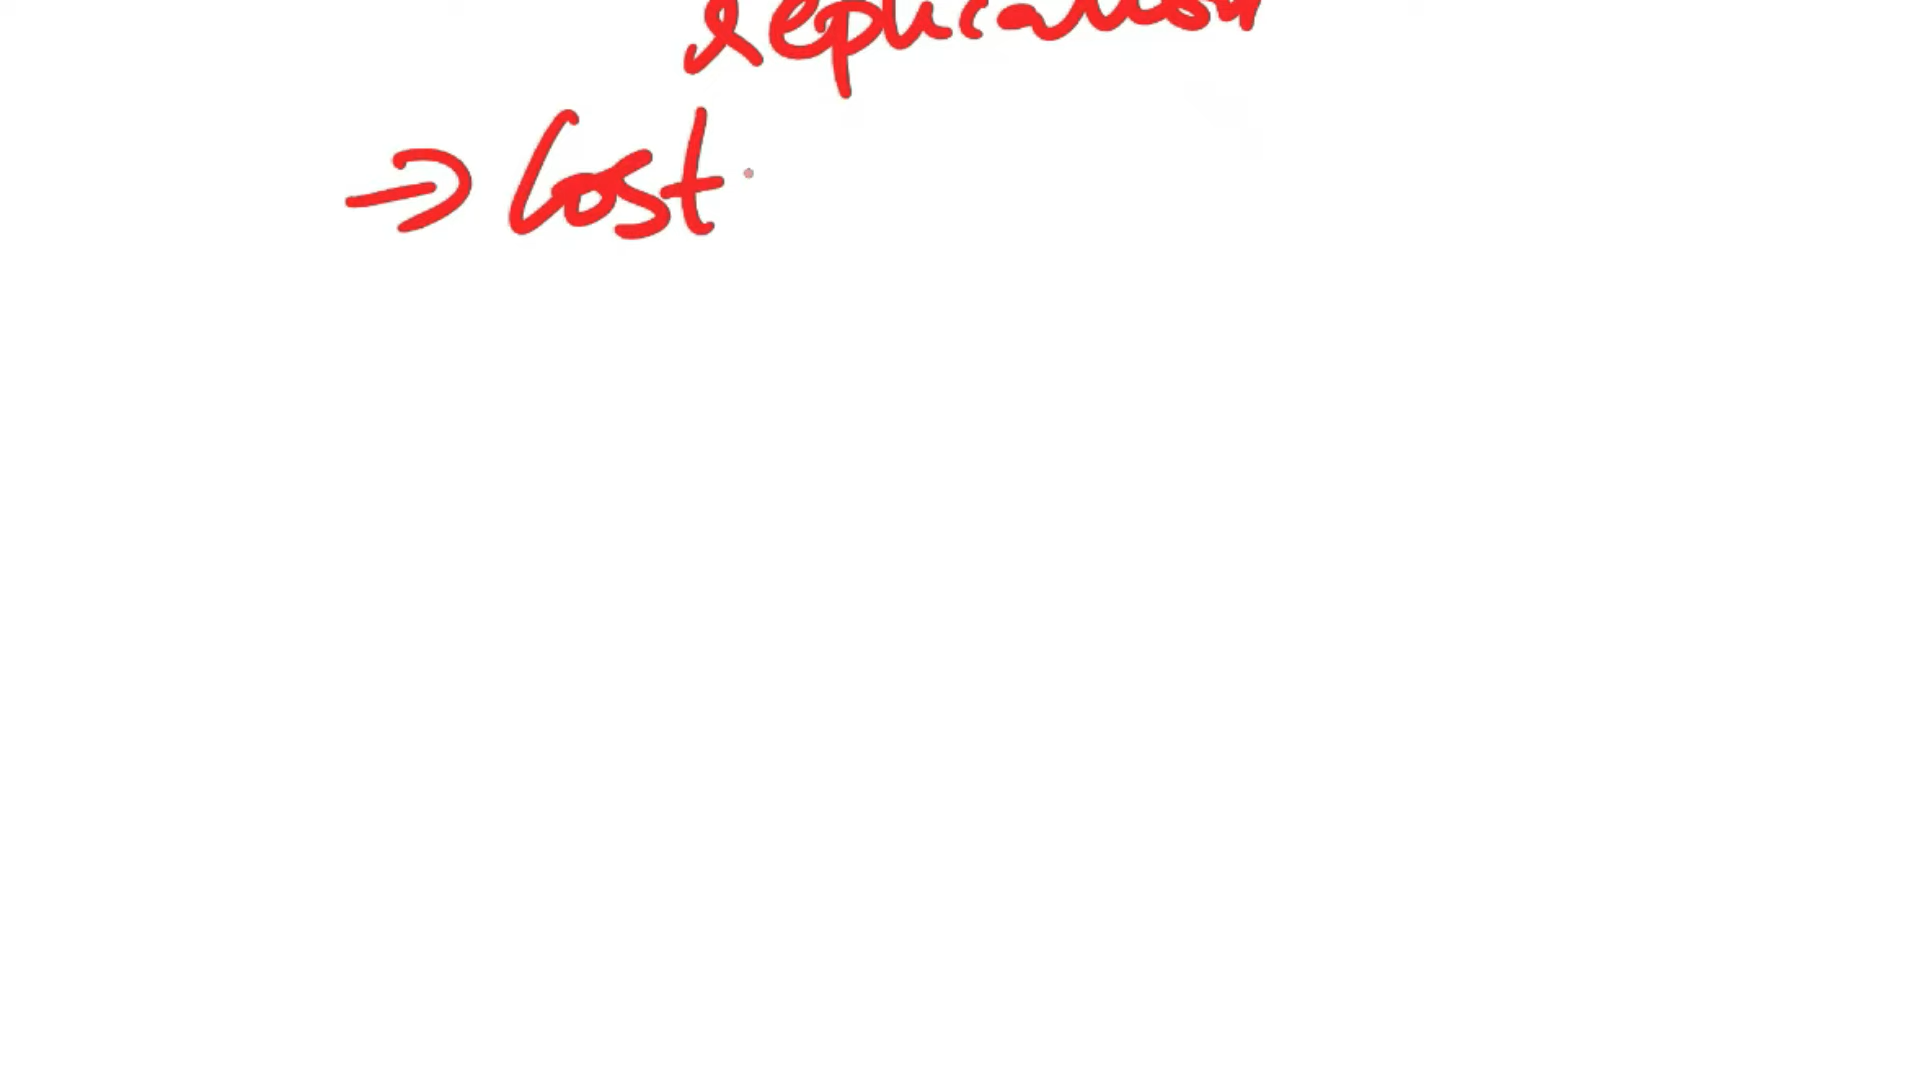 replication
→ Cost